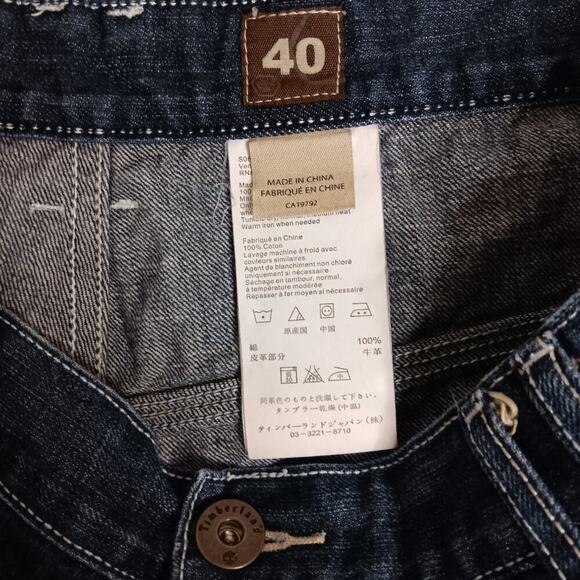 40
MADE IN CHINA
FABRIQUÉ EN CHINE
CA19792
Tumble dry, normal, medium heat
Warm iron when needed
Fabriqué en Chine
100% Coton
Lavage machine à froid avec
couleurs similaires
Agent de blanchiment non chloré
uniquement si nécessaire
Séchage en tambour, normal,
à température modérée
Repasser à fer moyen si nécessaire
原産国 中国
綿 100%
皮革部分 牛革
同系色のものと洗濯して下さい
タンブラー乾燥(中温)
ティンバーランドジャパン(株)
03-3221-8710
Timberland